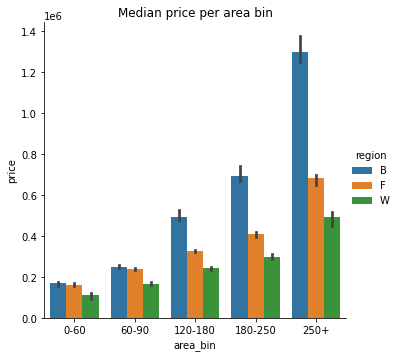 Median price per area bin
1e6
1.4
1.2
1.0
0.8
0.6
0.4
0.2
0.0
price
0-60 60-90 120-180 180-250 250+
area_bin
region
B
F
W